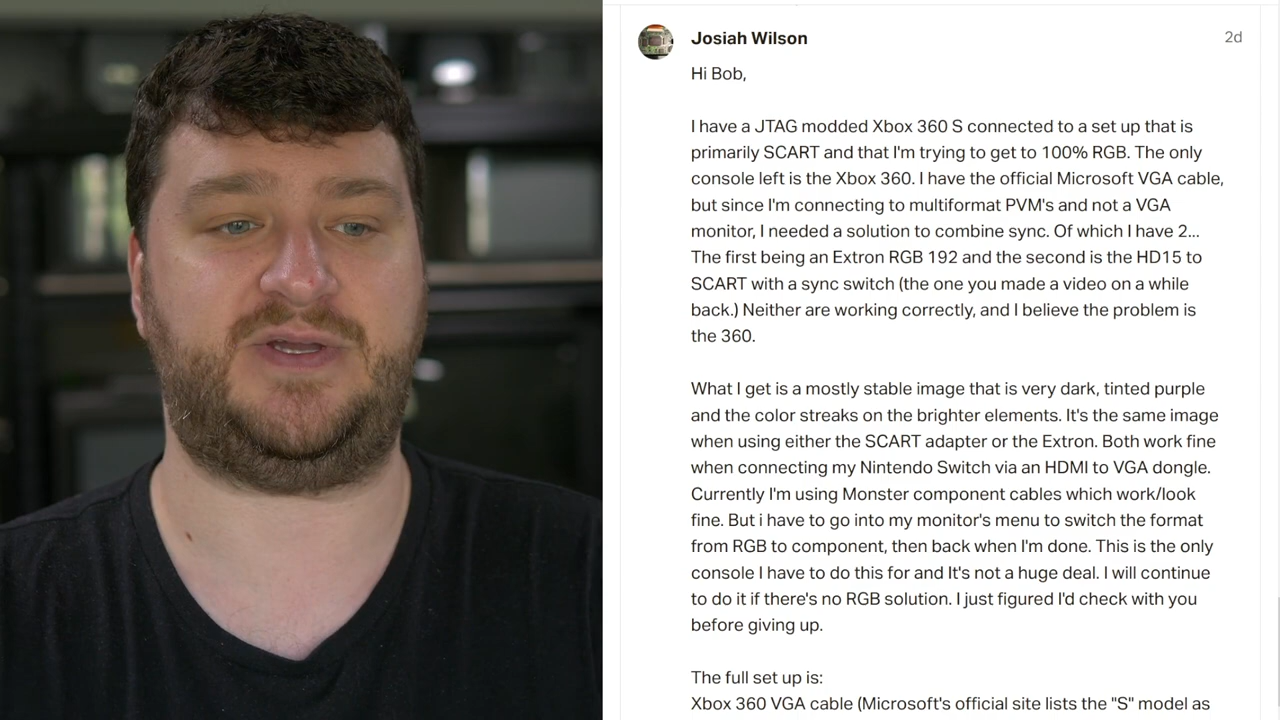 Josiah Wilson
2d
Hi Bob,
I have a JTAG modded Xbox 360 S connected to a set up that is
primarily SCART and that I'm trying to get to 100% RGB. The only
console left is the Xbox 360. I have the official Microsoft VGA cable,
but since I'm connecting to multiformat PVM's and not a VGA
monitor, I needed a solution to combine sync. Of which I have 2...
The first being an Extron RGB 192 and the second is the HD15 to
SCART with a sync switch (the one you made a video on a while
back.) Neither are working correctly, and I believe the problem is
the 360.
What I get is a mostly stable image that is very dark, tinted purple
and the color streaks on the brighter elements. It's the same image
when using either the SCART adapter or the Extron. Both work fine
when connecting my Nintendo Switch via an HDMI to VGA dongle.
Currently I'm using Monster component cables which work/look
fine. But i have to go into my monitor's menu to switch the format
from RGB to component, then back when I'm done. This is the only
console I have to do this for and It's not a huge deal. I will continue
to do it if there's no RGB solution. I just figured I'd check with you
before giving up.
The full set up is:
Xbox 360 VGA cable (Microsoft's official site lists the "S" model as